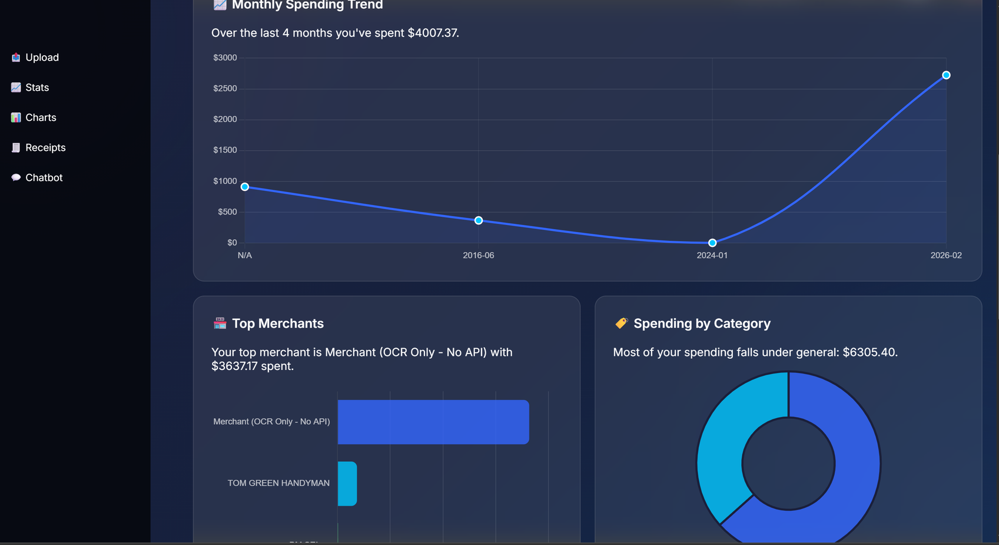 Monthly Spending Trend
Over the last 4 months you've spent $4007.37.
Upload
Stats
Charts
Receipts
Chatbot
$3000
$2500
$2000
$1500
$1000
$500
$0
N/A 2016-06 2024-01 2026-02
Top Merchants
Your top merchant is Merchant (OCR Only - No API) with
$3637.17 spent.
Merchant (OCR Only - No API)
TOM GREEN HANDYMAN
Spending by Category
Most of your spending falls under general: $6305.40.